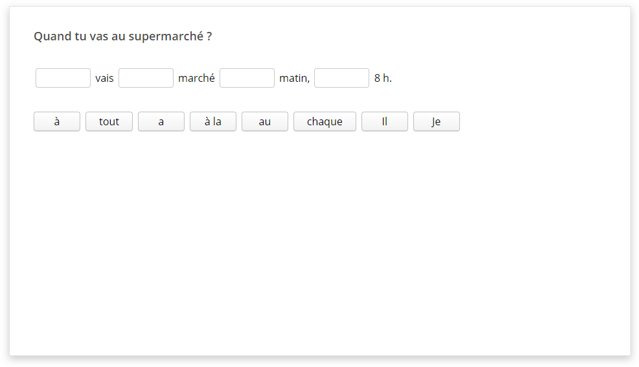 Quand tu vas au supermarché ?
vais marché matin, 8 h.
à tout a à la au chaque Il Je